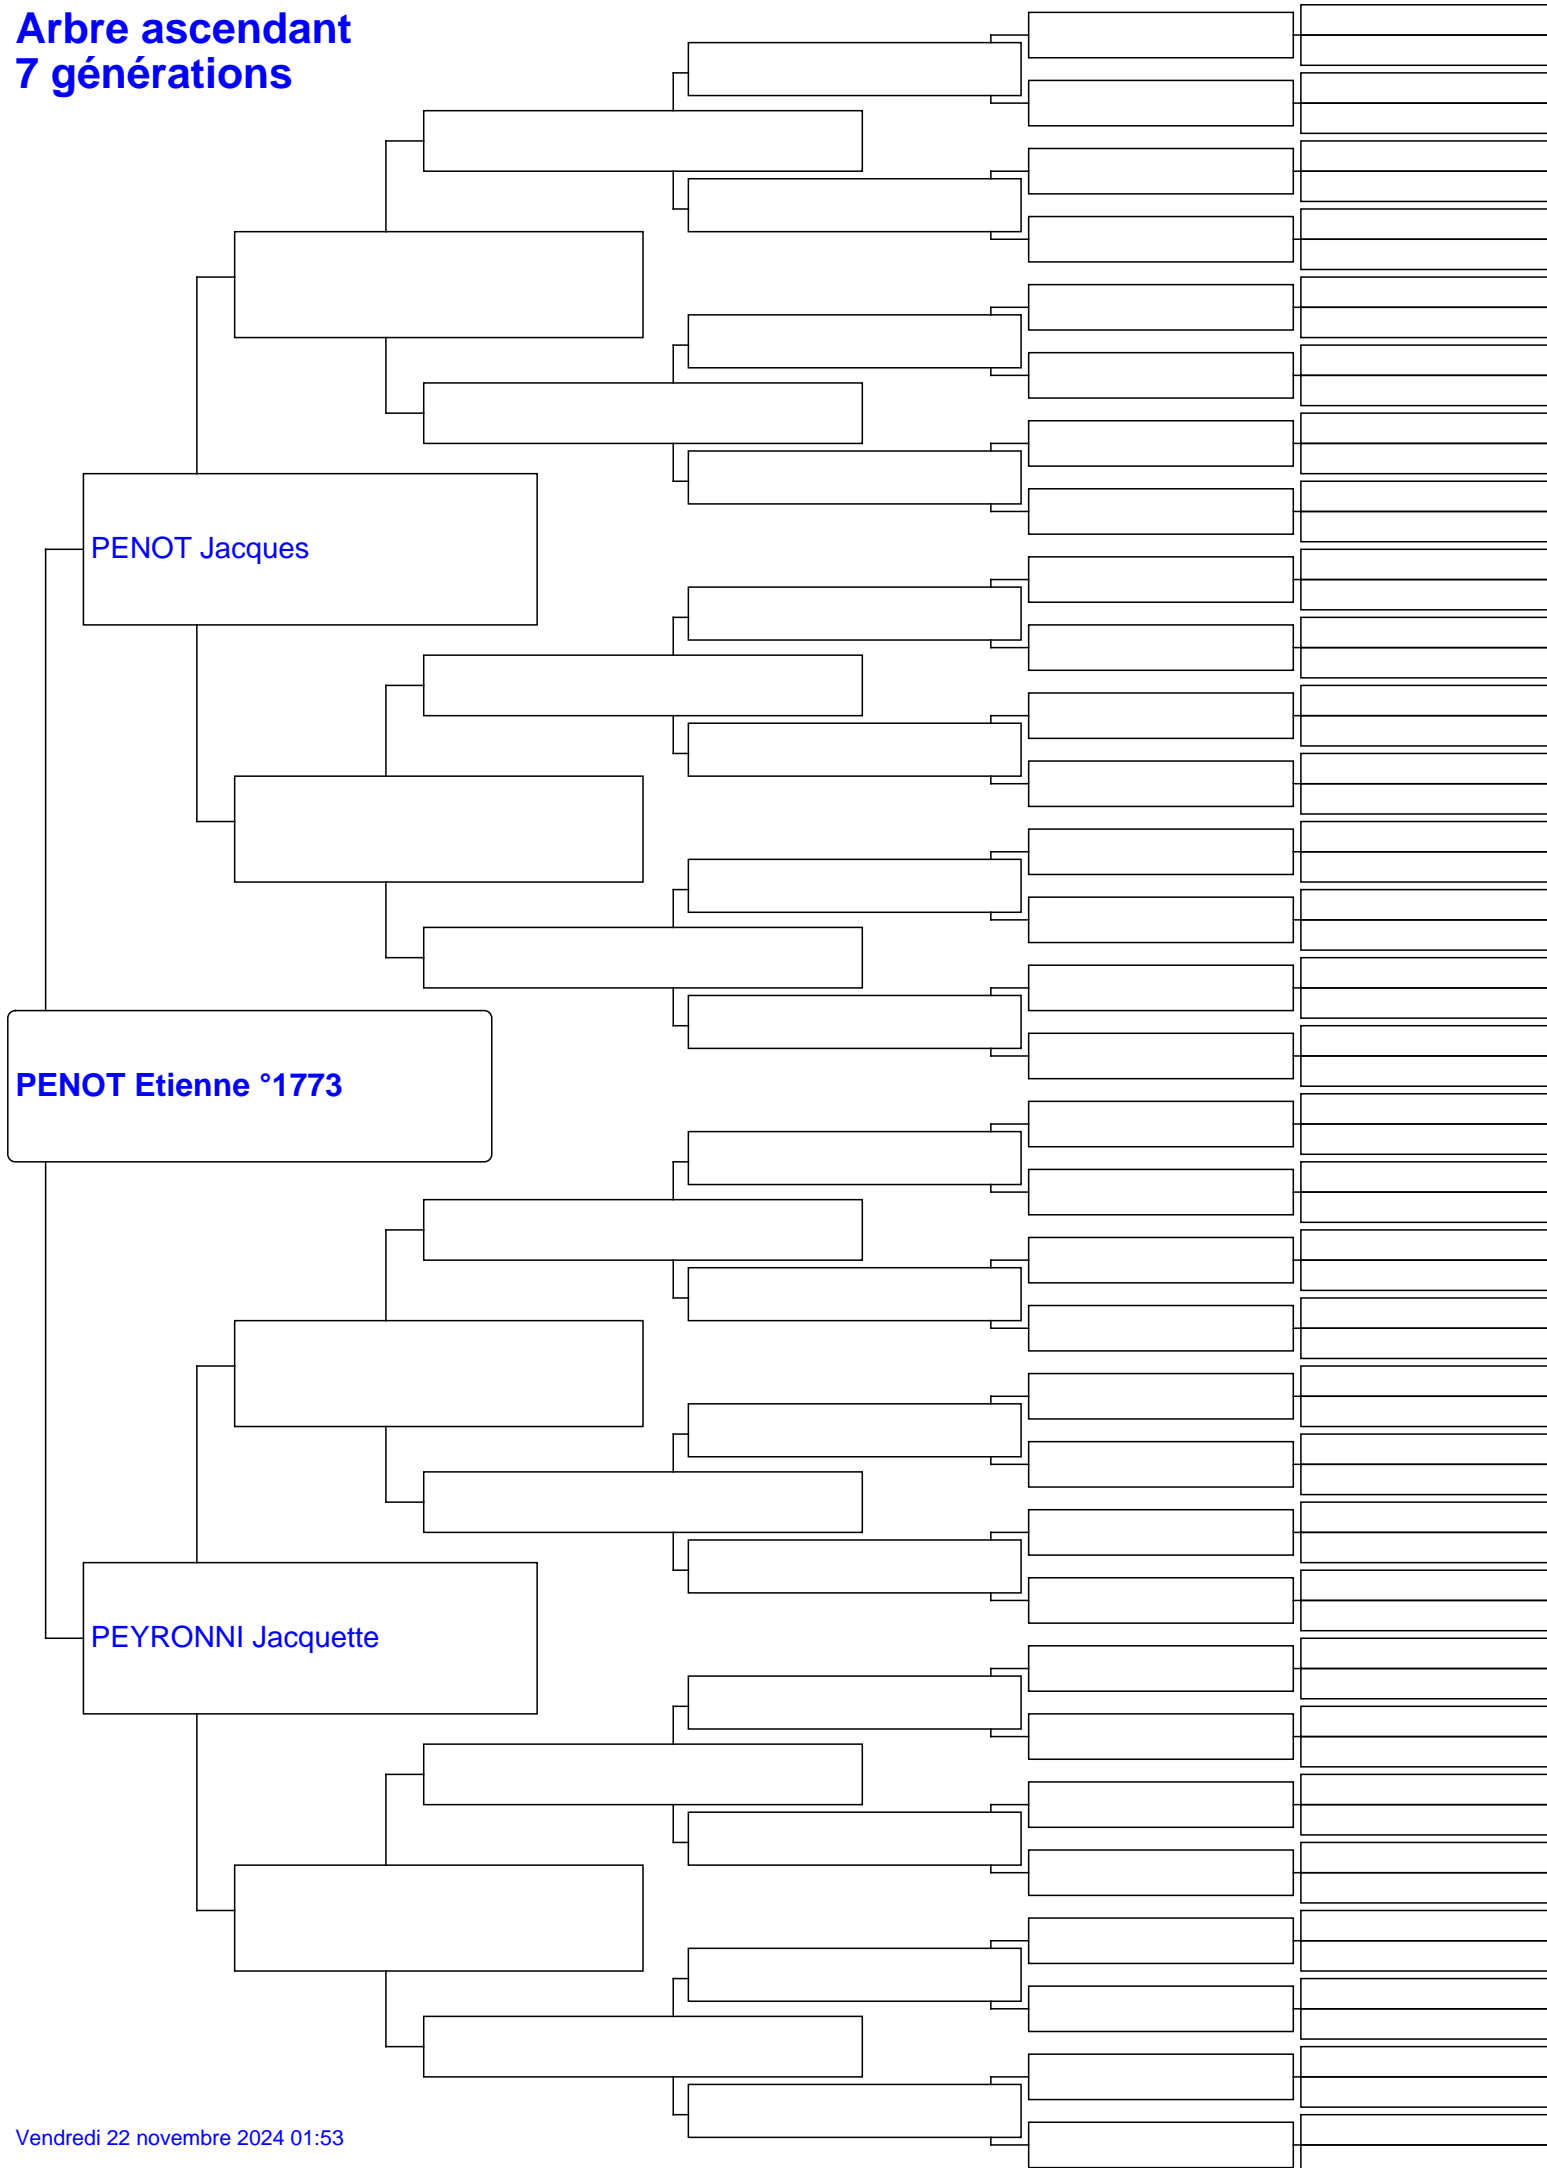 Arbre ascendant
7 générations
PENOT Jacques
PENOT Etienne °1773
PEYRONNI Jacquette
Vendredi 22 novembre 2024 01:53